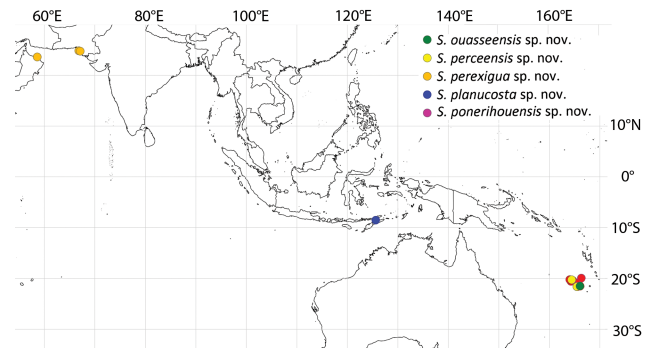 60°E 80°E 100°E 120°E 140°E 160°E
S. ouasseensis sp. nov.
S. perceensis sp. nov.
S. perexigua sp. nov.
S. planucosta sp. nov.
S. ponerihouensis sp. nov.
10°N
0°
10°S
20°S
30°S